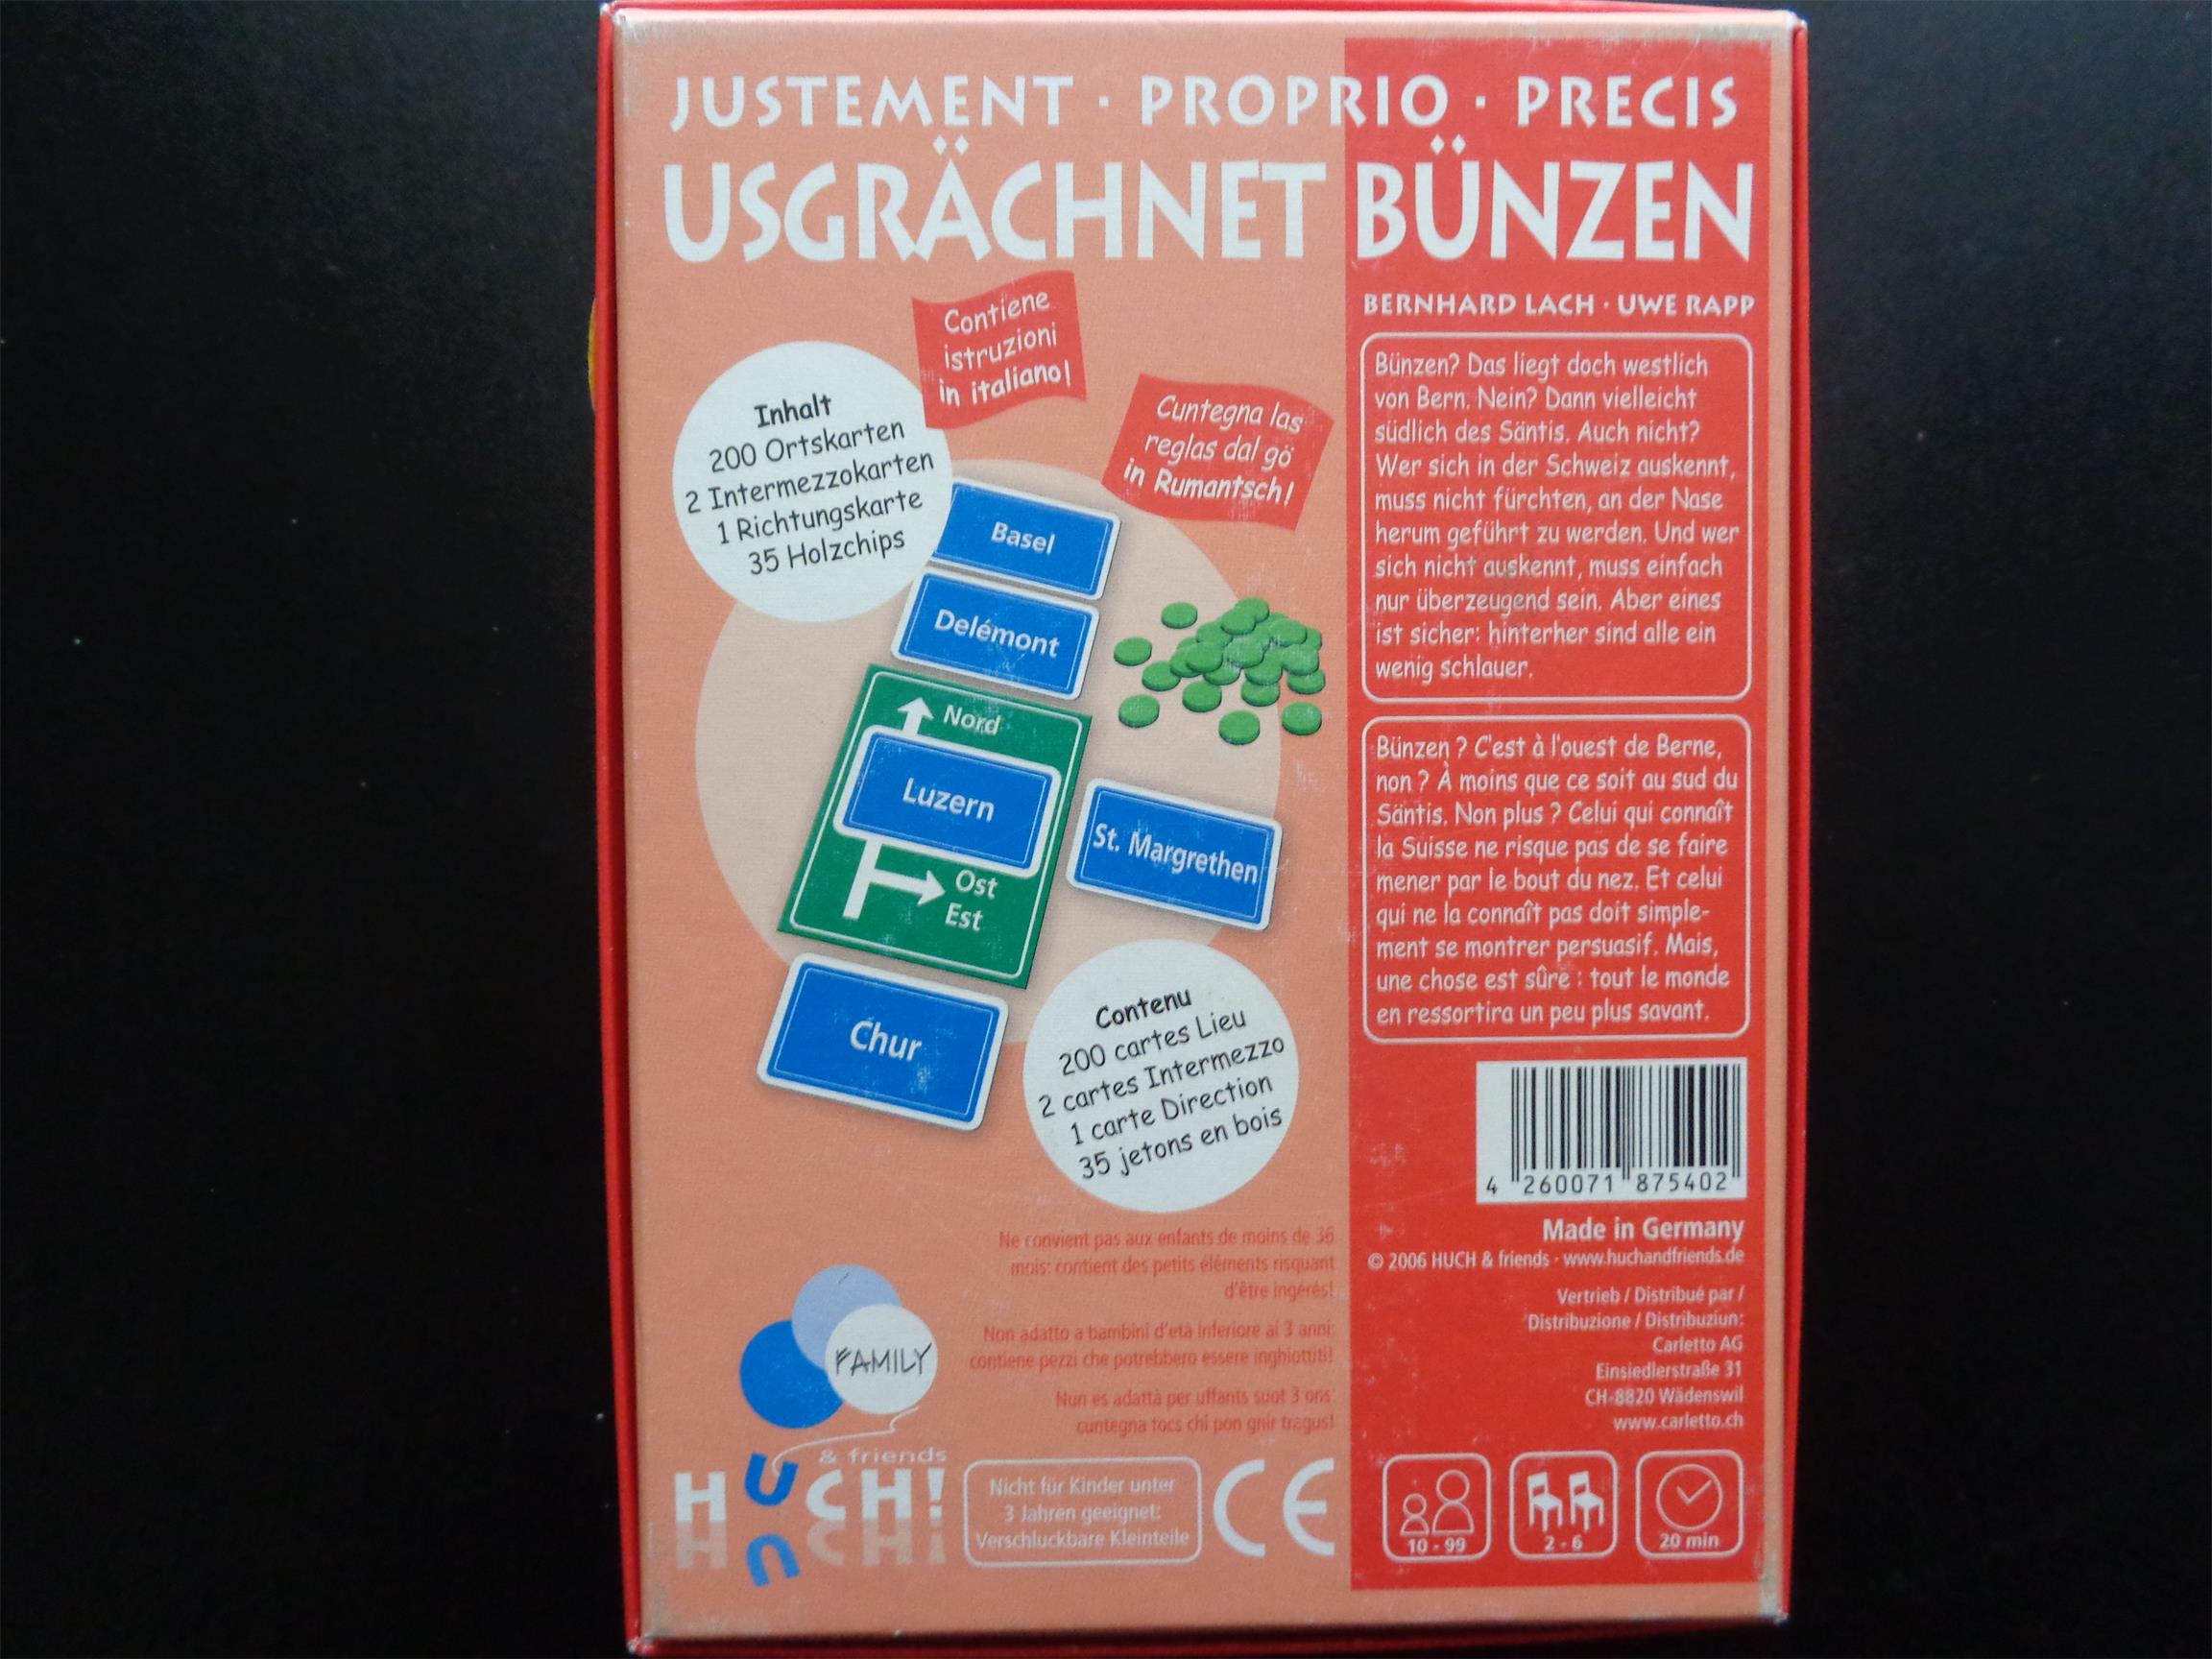 JUSTEMENT · PROPRIO · PRECIS
USGRÄCHNET BÜNZEN
BERNHARD LACH · UWE RAPP
Contiene
istruzioni
in italiano!
Cuntegna las
reglas dal gö
in Rumantsch!
Inhalt
200 Ortskarten
2 Intermezzokarten
1 Richtungskarte
35 Holzchips
Basel
Delémont
Nord
Luzern
Ost
Est
St. Margrethen
Chur
Contenu
200 cartes Lieu
2 cartes Intermezzo
1 carte Direction
35 jetons en bois
Bünzen? Das liegt doch westlich
von Bern. Nein? Dann vielleicht
südlich des Säntis. Auch nicht?
Wer sich in der Schweiz auskennt,
muss nicht fürchten, an der Nase
herum geführt zu werden. Und wer
sich nicht auskennt, muss einfach
nur überzeugend sein. Aber eines
ist sicher: hinterher sind alle ein
wenig schlauer.
Bünzen ? C'est à l'ouest de Berne,
non ? À moins que ce soit au sud du
Säntis. Non plus ? Celui qui connaît
la Suisse ne risque pas de se faire
mener par le bout du nez. Et celui
qui ne la connaît pas doit simple-
ment se montrer persuasif. Mais,
une chose est sûre : tout le monde
en ressortira un peu plus savant.
4 260071 875402
Made in Germany
© 2006 HUCH & friends · www.huchandfriends.de
Vertrieb / Distribué par /
Distribuzione / Distribuziun:
Carletto AG
Einsiedlerstraße 31
CH-8820 Wädenswil
www.carletto.ch
Ne convient pas aux enfants de moins de 36
mois: contient des petits éléments risquant
d'être ingérés!
Non adatto a bambini d'età inferiore ai 3 anni:
contiene pezzi che potrebbero essere inghiottiti!
Nun es adattà per uffants suot 3 ons:
cuntegna tocs chi pon gnir tragus!
FAMILY
& friends
HUCH!
Nicht für Kinder unter
3 Jahren geeignet:
Verschluckbare Kleinteile
CE
10 - 99
2 - 6
20 min